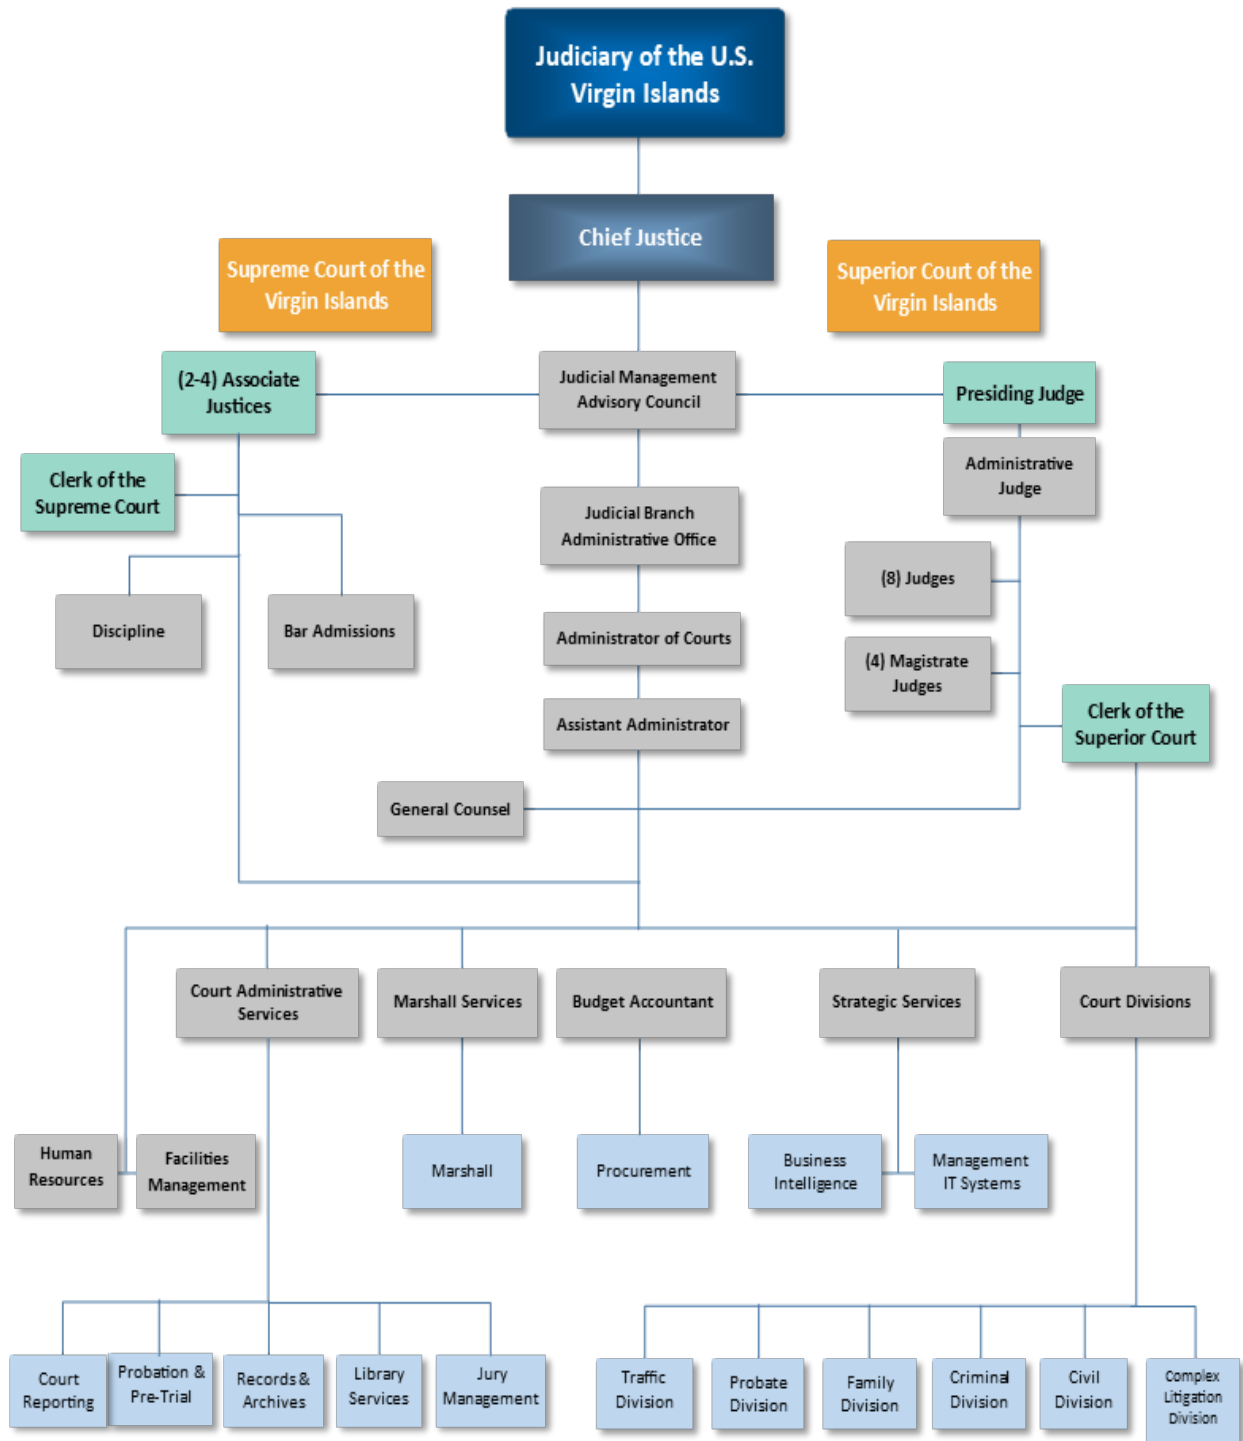 Judiciary of the U.S.
Virgin Islands
Chief Justice
Supreme Court of the
Virgin Islands
Superior Court of the
Virgin Islands
(2-4) Associate
Justices
Judicial Management
Advisory Council
Presiding Judge
Administrative
Judge
Clerk of the
Supreme Court
Judicial Branch
Administrative Office
(8) Judges
Discipline
Bar Admissions
Administrator of Courts
(4) Magistrate
Judges
Assistant Administrator
Clerk of the
Superior Court
General Counsel
Court Administrative
Services
Marshall Services
Budget Accountant
Strategic Services
Court Divisions
Human
Resources
Facilities
Management
Marshall
Procurement
Business
Intelligence
Management
IT Systems
Court
Reporting
Probation &
Pre-Trial
Records &
Archives
Library
Services
Jury
Management
Traffic
Division
Probate
Division
Family
Division
Criminal
Division
Civil
Division
Complex
Litigation
Division